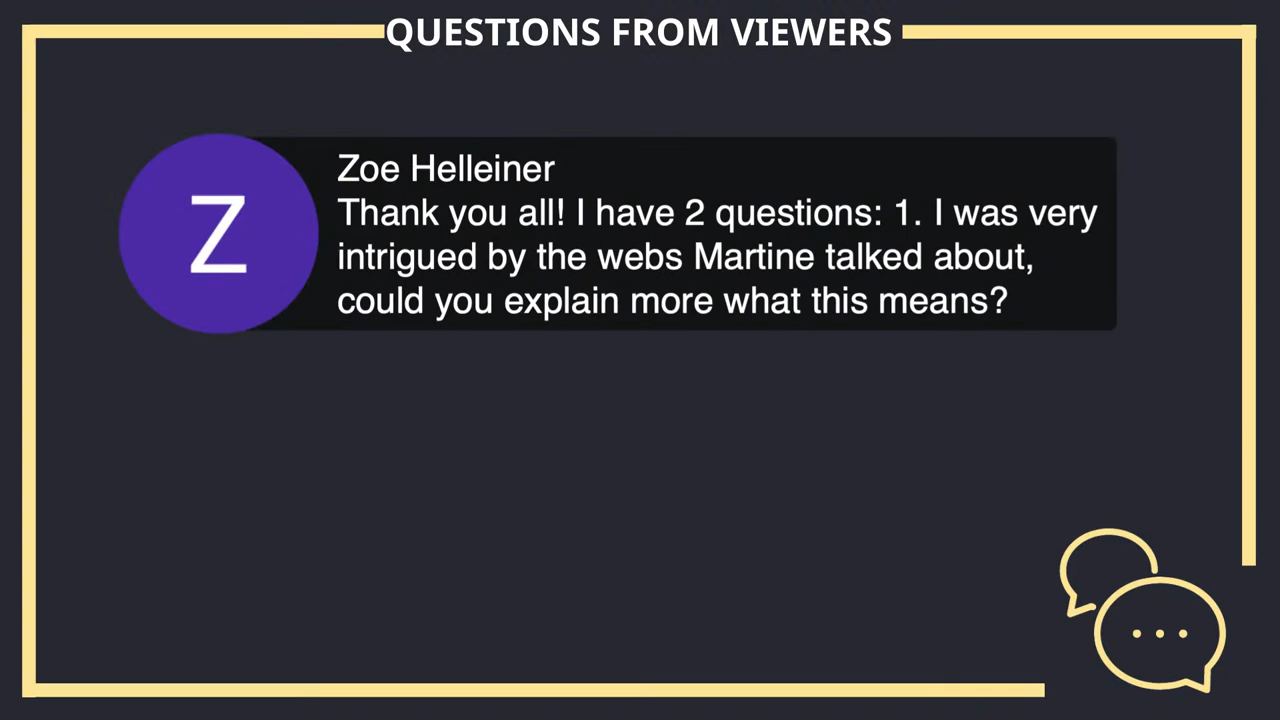 QUESTIONS FROM VIEWERS
Z
Zoe Helleiner
Thank you all! I have 2 questions: 1. I was very
intrigued by the webs Martine talked about,
could you explain more what this means?